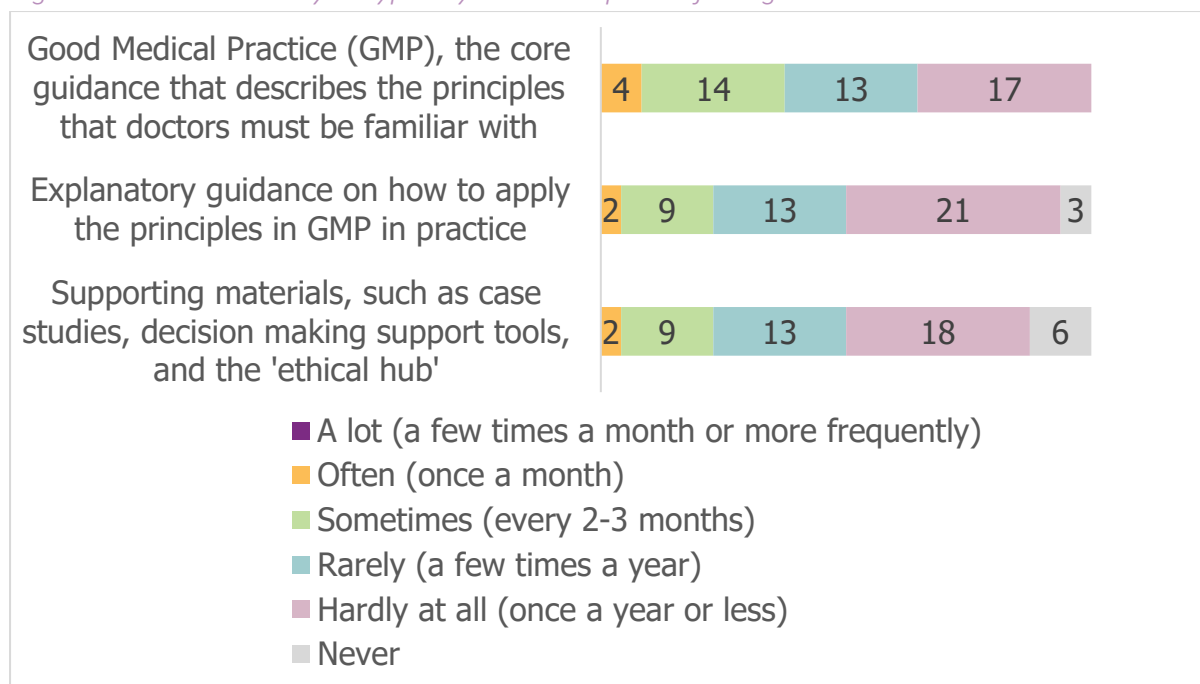 Good Medical Practice (GMP), the core
guidance that describes the principles
that doctors must be familiar with
4 14 13 17
Explanatory guidance on how to apply
the principles in GMP in practice
2 9 13 21 3
Supporting materials, such as case
studies, decision making support tools,
and the 'ethical hub'
2 9 13 18 6
A lot (a few times a month or more frequently)
Often (once a month)
Sometimes (every 2-3 months)
Rarely (a few times a year)
Hardly at all (once a year or less)
Never